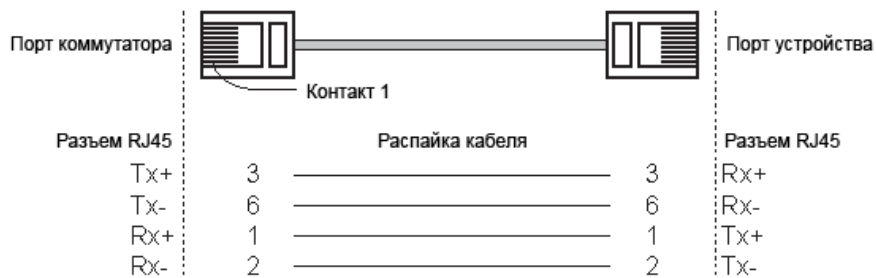 Порт коммутатора
Порт устройства
Контакт 1
Разъем RJ45 Распайка кабеля Разъем RJ45
Tx+ 3 3 Rx+
Tx- 6 6 Rx-
Rx+ 1 1 Tx+
Rx- 2 2 Tx-